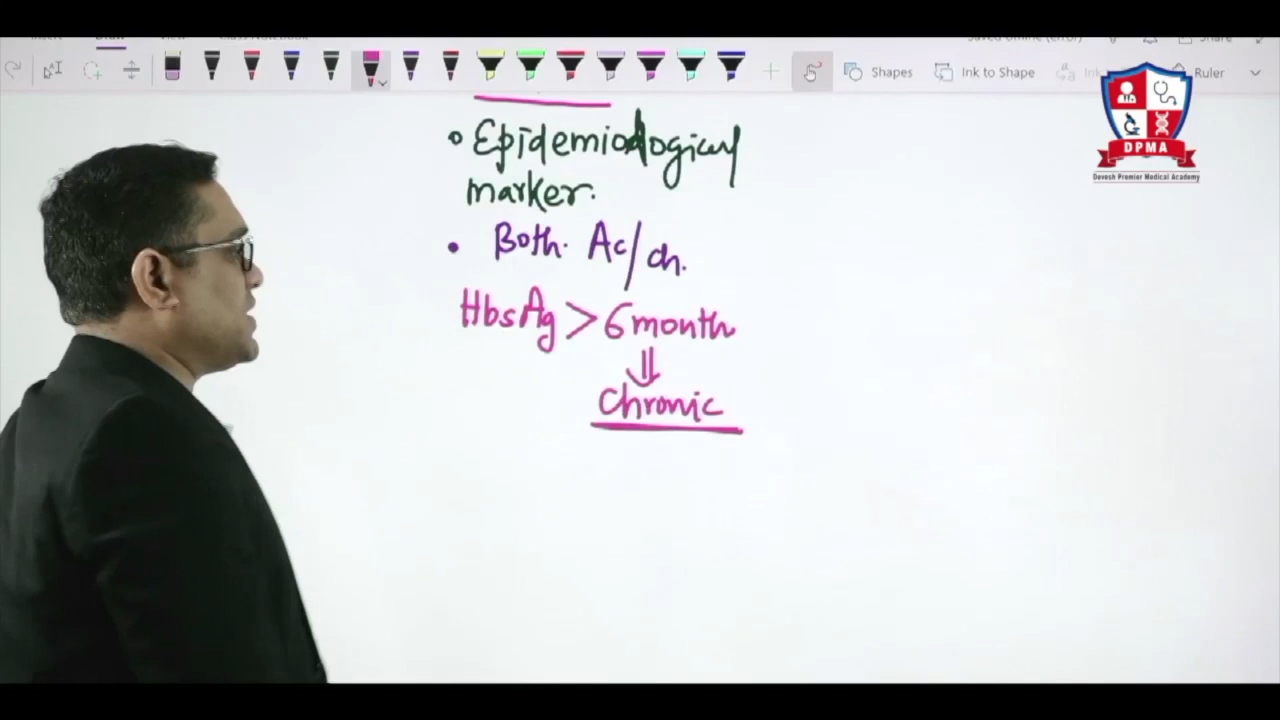 Draw
Shapes
Ink to Shape
Ruler
DPMA
Devesh Premier Medical Academy
• Epidemiological
marker.
• Both. Ac/ch.
HbsAg > 6 month
⇓
Chronic